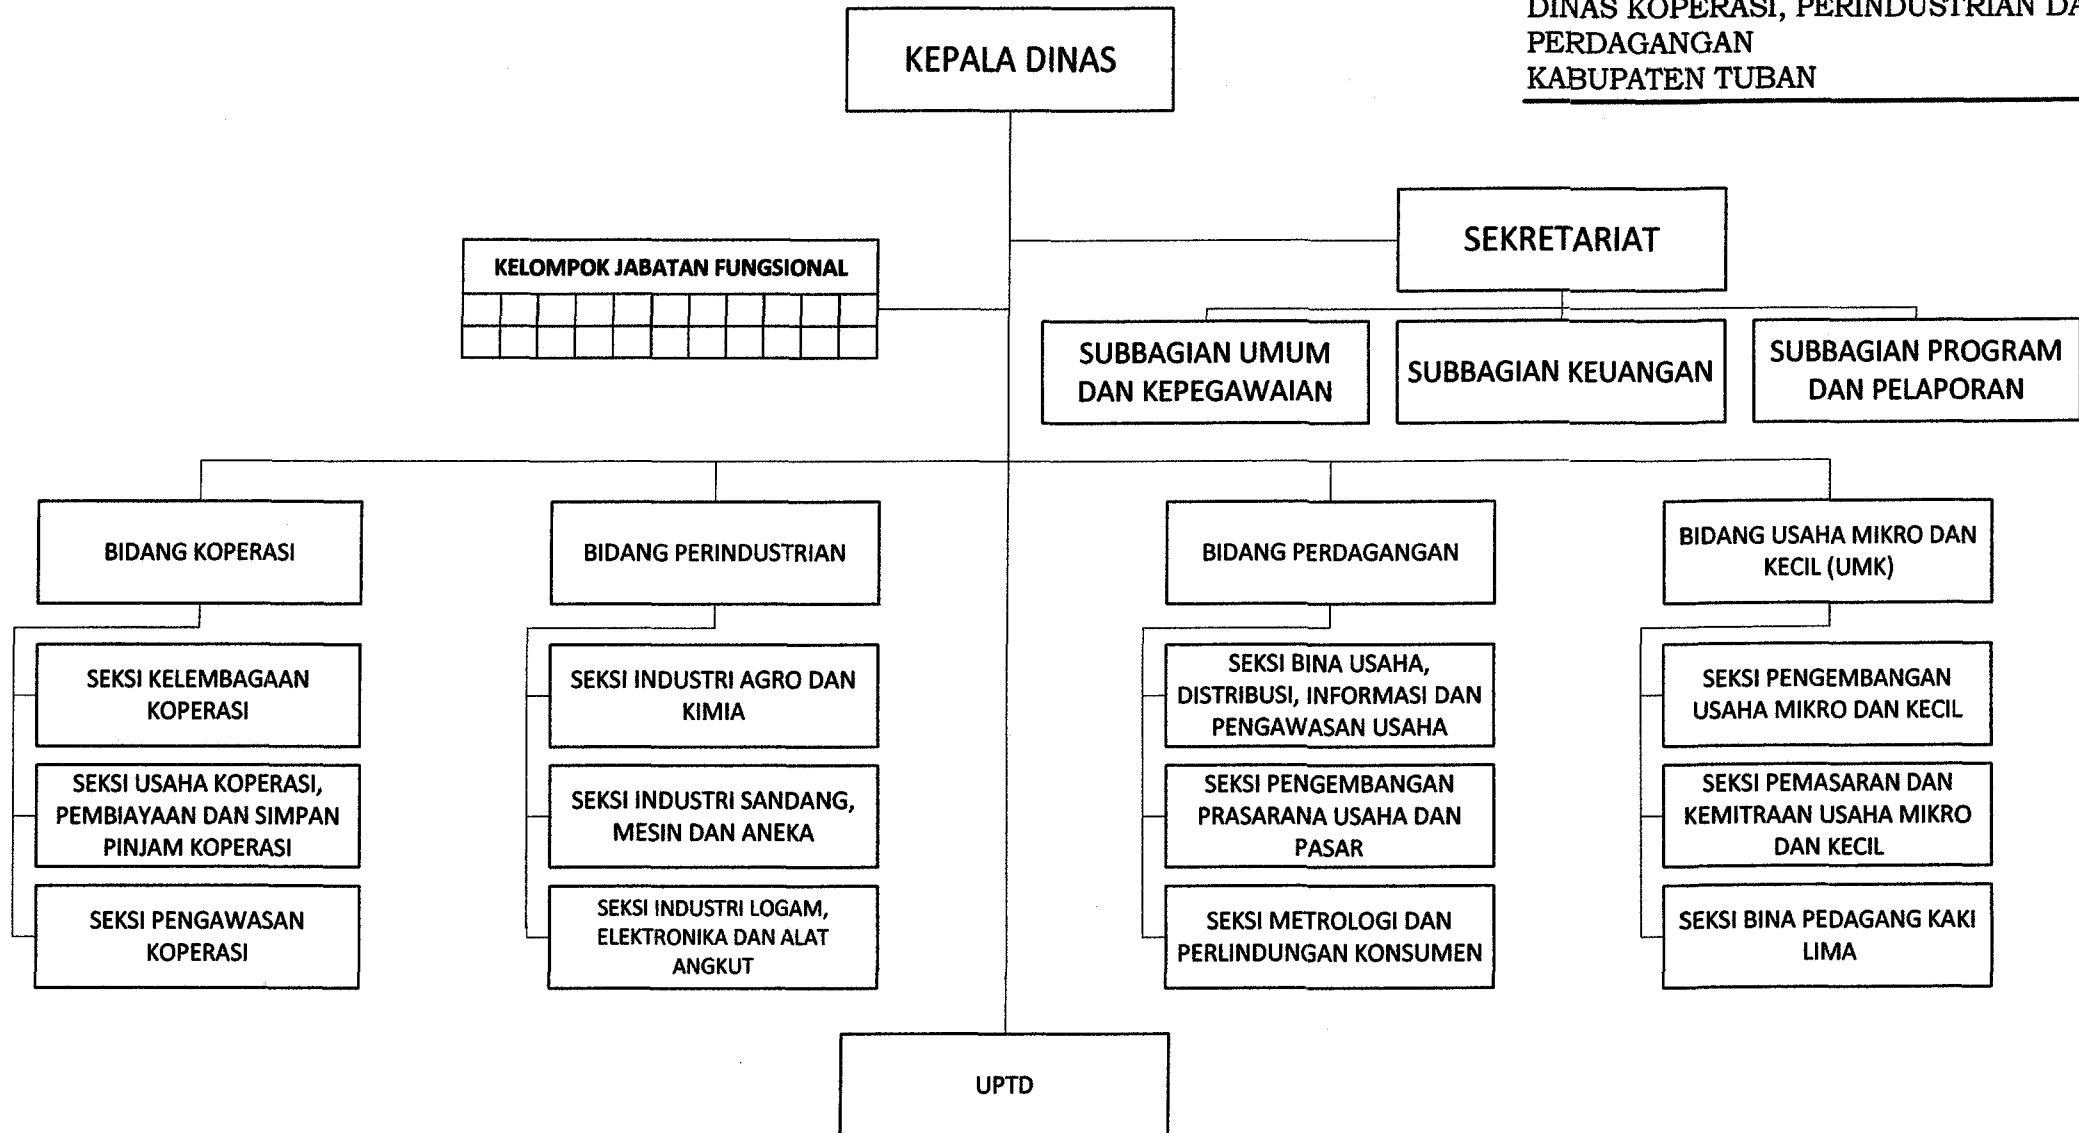 DINAS KOPERASI, PERINDUSTRIAN DA
PERDAGANGAN
KABUPATEN TUBAN
KEPALA DINAS
SEKRETARIAT
KELOMPOK JABATAN FUNGSIONAL
SUBBAGIAN UMUM
DAN KEPEGAWAIAN
SUBBAGIAN KEUANGAN
SUBBAGIAN PROGRAM
DAN PELAPORAN
BIDANG KOPERASI
BIDANG PERINDUSTRIAN
BIDANG PERDAGANGAN
BIDANG USAHA MIKRO DAN
KECIL (UMK)
SEKSI KELEMBAGAAN
KOPERASI
SEKSI INDUSTRI AGRO DAN
KIMIA
SEKSI BINA USAHA,
DISTRIBUSI, INFORMASI DAN
PENGAWASAN USAHA
SEKSI PENGEMBANGAN
USAHA MIKRO DAN KECIL
SEKSI USAHA KOPERASI,
PEMBIAYAAN DAN SIMPAN
PINJAM KOPERASI
SEKSI INDUSTRI SANDANG,
MESIN DAN ANEKA
SEKSI PENGEMBANGAN
PRASARANA USAHA DAN
PASAR
SEKSI PEMASARAN DAN
KEMITRAAN USAHA MIKRO
DAN KECIL
SEKSI PENGAWASAN
KOPERASI
SEKSI INDUSTRI LOGAM,
ELEKTRONIKA DAN ALAT
ANGKUT
SEKSI METROLOGI DAN
PERLINDUNGAN KONSUMEN
SEKSI BINA PEDAGANG KAKI
LIMA
UPTD